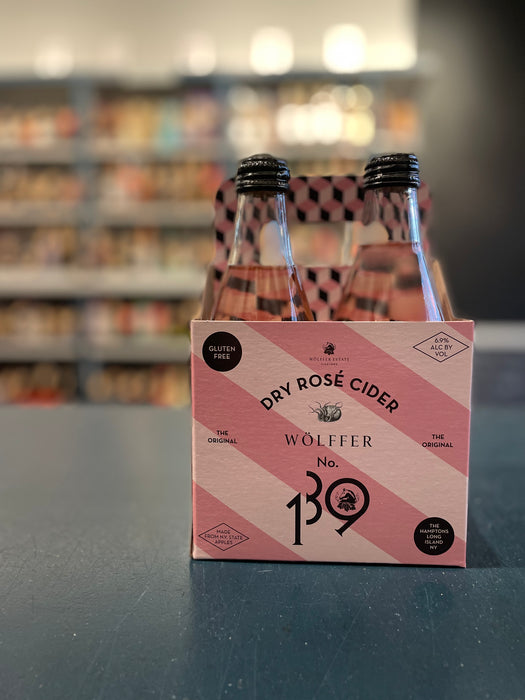 GLUTEN
FREE
WÖLFFER ESTATE
6.9%
ALC BY
VOL
DRY ROSÉ CIDER
THE
ORIGINAL
WÖLFFER
THE
ORIGINAL
No.
139
MADE
FROM N.Y. STATE
APPLES
THE
HAMPTONS
LONG
ISLAND
NY